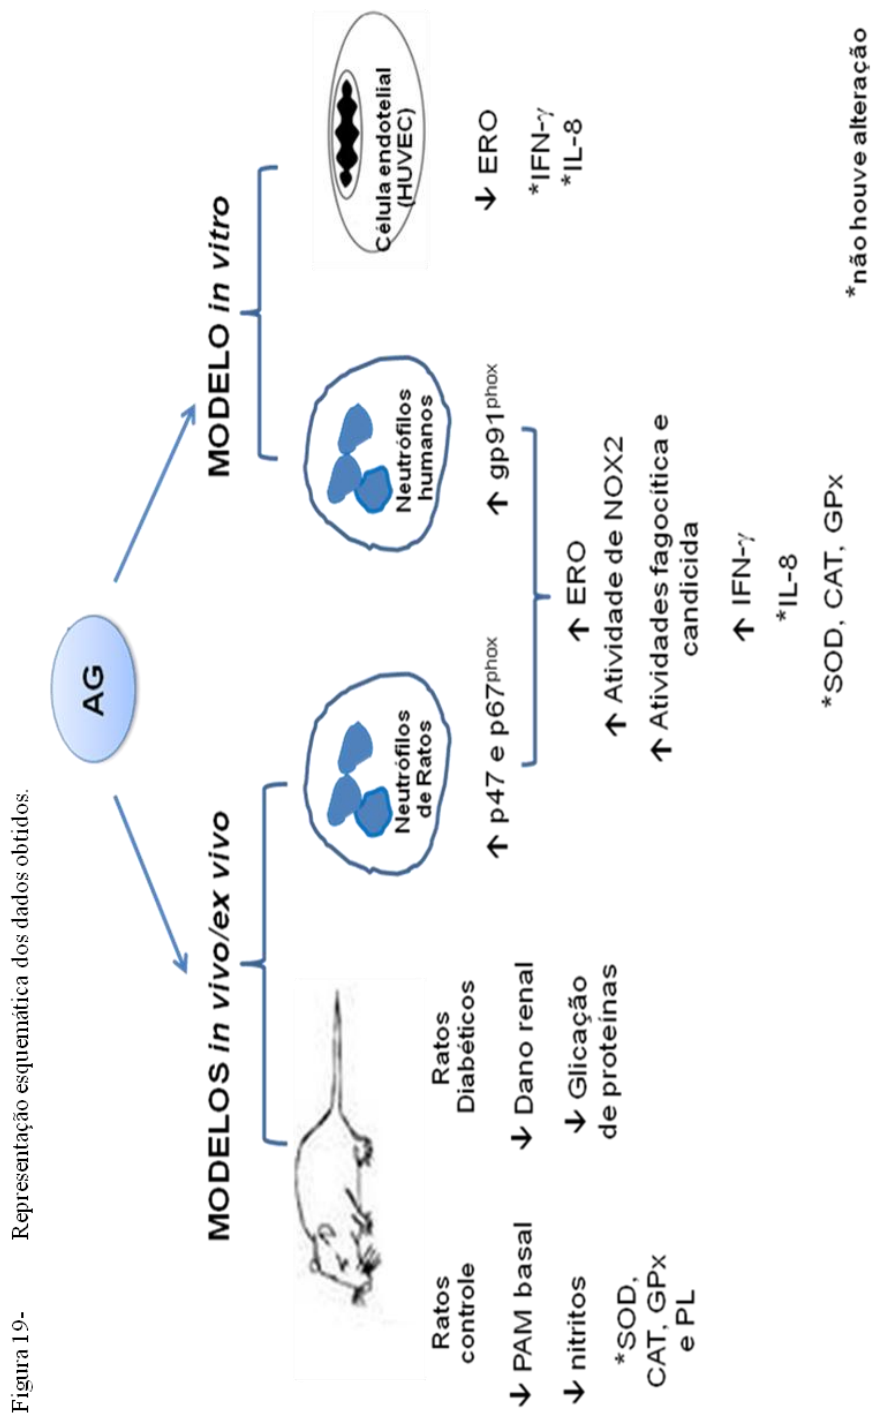 Figura 19- Representação esquemática dos dados obtidos.
AG
MODELOS in vivo/ex vivo
MODELO in vitro
Ratos
controle
↓ PAM basal
↓ nitritos
*SOD,
CAT, GPx
e PL
Ratos
Diabéticos
↓ Dano renal
↓ Glicação
de proteínas
Neutrófilos
de Ratos
↑ p47 e p67phox
Neutrófilos
humanos
↑ gp91phox
↑ ERO
↑ Atividade de NOX2
↑ Atividades fagocítica e
candicida
↑ IFN-γ
*IL-8
*SOD, CAT, GPx
Célula endotelial
(HUVEC)
↓ ERO
*IFN-γ
*IL-8
*não houve alteração